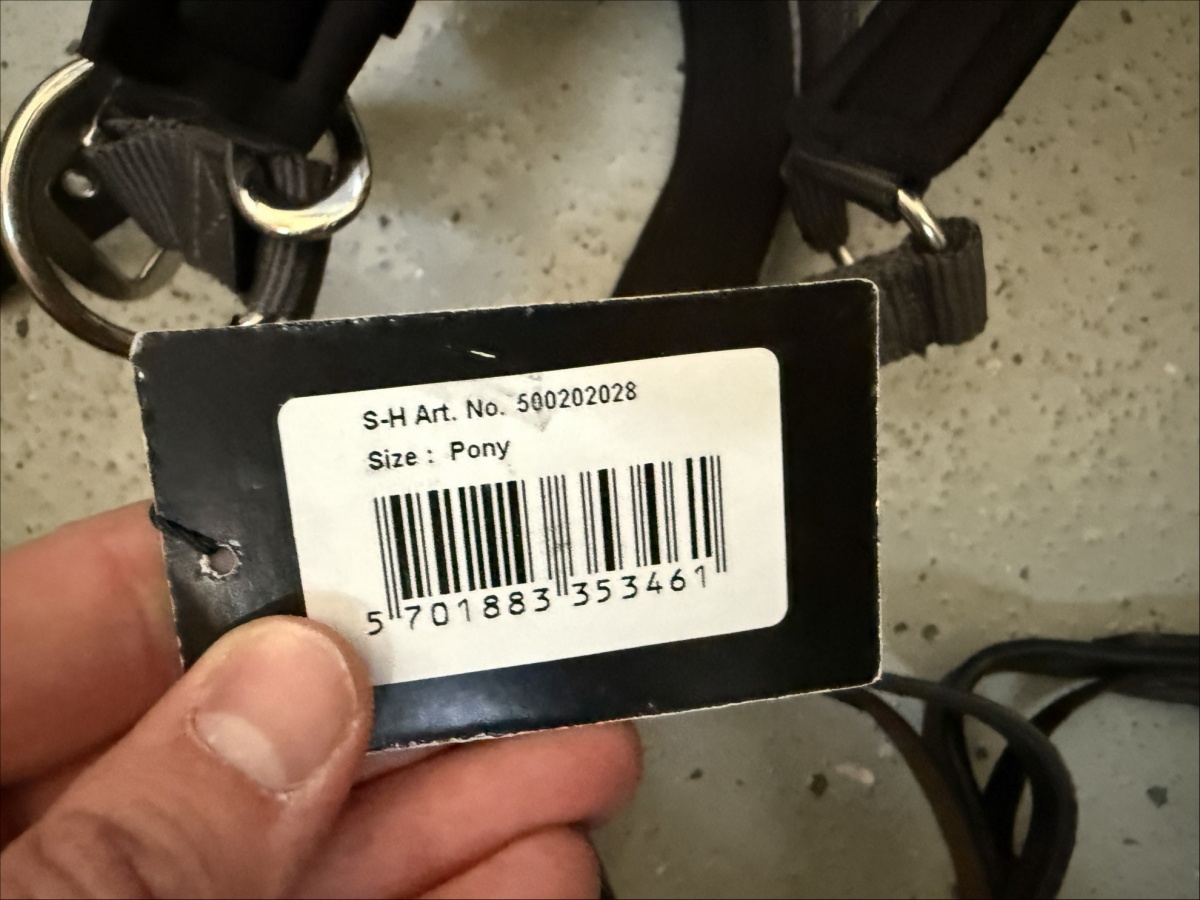 S-H Art. No. 500202028
Size : Pony
5 701883 353461